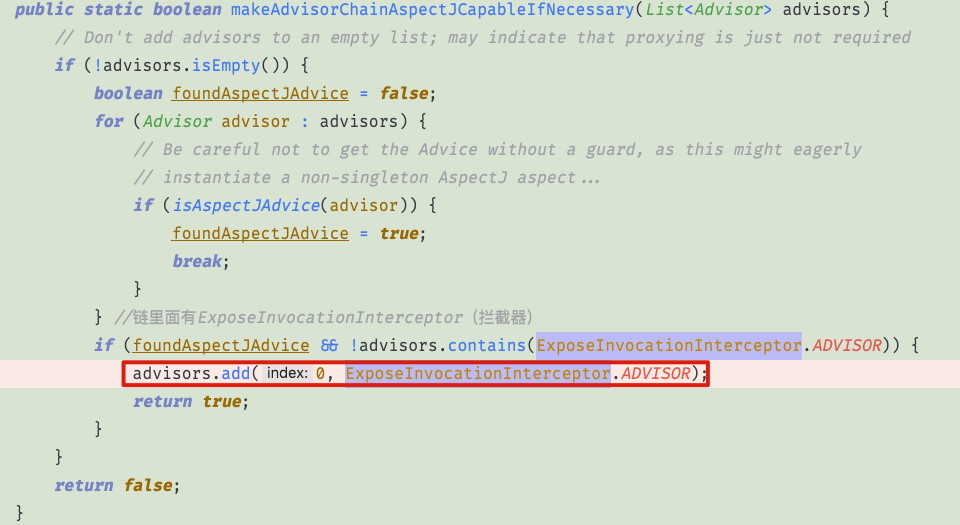 public static boolean makeAdvisorChainAspectJCapableIfNecessary(List<Advisor> advisors) {
// Don't add advisors to an empty list; may indicate that proxying is just not required
if (!advisors.isEmpty()) {
boolean foundAspectJAdvice = false;
for (Advisor advisor : advisors) {
// Be careful not to get the Advice without a guard, as this might eagerly
// instantiate a non-singleton AspectJ aspect...
if (isAspectJAdvice(advisor)) {
foundAspectJAdvice = true;
break;
}
} //链里面有ExposeInvocationInterceptor（拦截器）
if (foundAspectJAdvice && !advisors.contains(ExposeInvocationInterceptor.ADVISOR)) {
advisors.add( index: 0, ExposeInvocationInterceptor.ADVISOR);
return true;
}
}
return false;
}